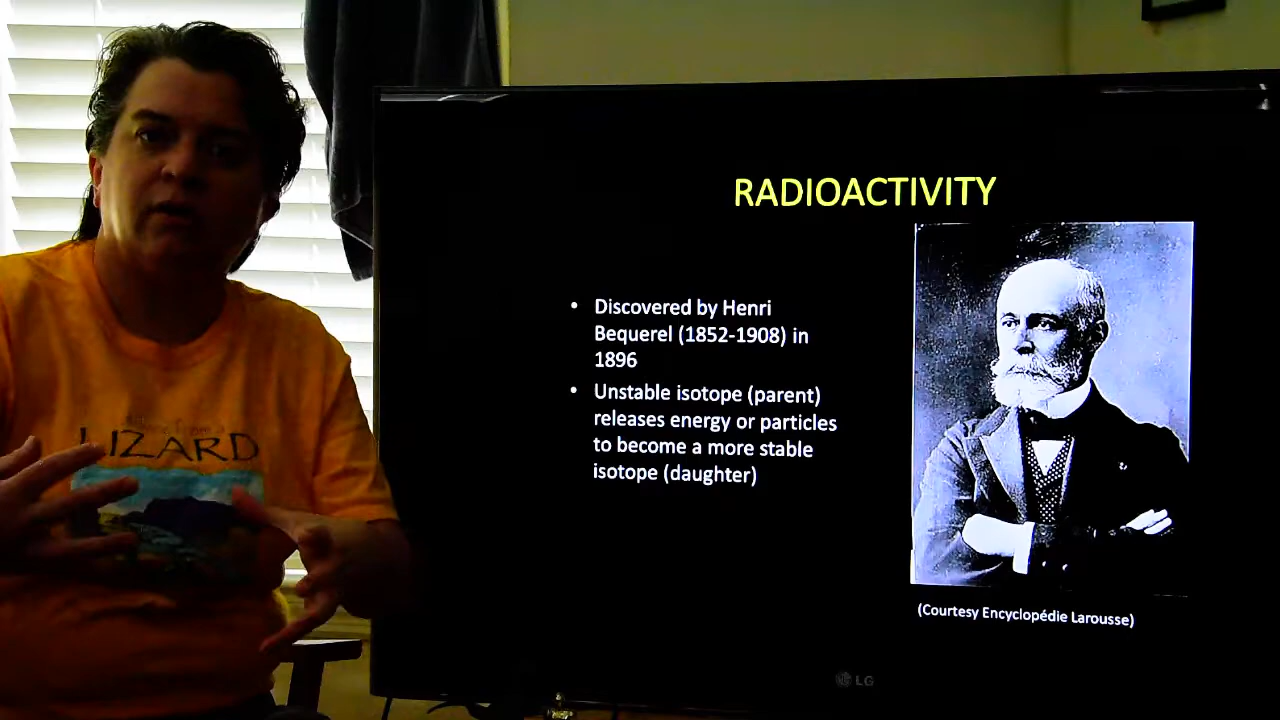 RADIOACTIVITY
• Discovered by Henri
Bequerel (1852-1908) in
1896
• Unstable isotope (parent)
releases energy or particles
to become a more stable
isotope (daughter)
(Courtesy Encyclopédie Larousse)
LIZARD
LG